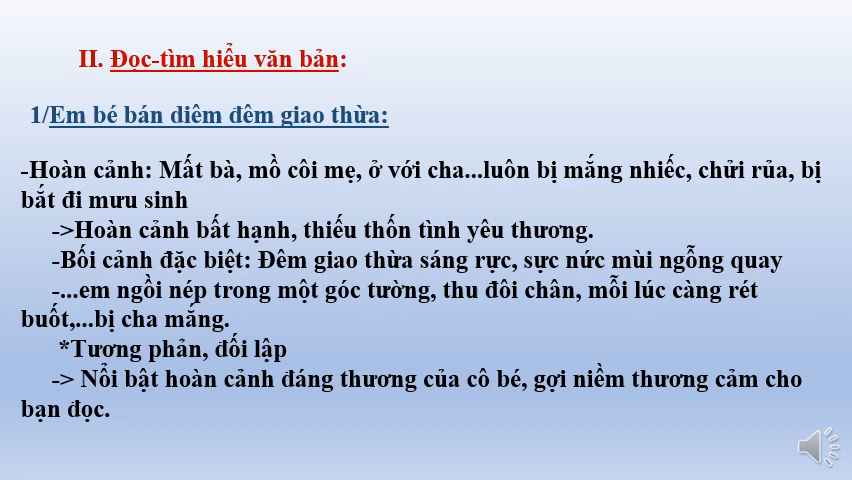 II. Đọc-tìm hiểu văn bản:
1/Em bé bán diêm đêm giao thừa:
-Hoàn cảnh: Mất bà, mồ côi mẹ, ở với cha...luôn bị mắng nhiếc, chửi rủa, bị
bắt đi mưu sinh
->Hoàn cảnh bất hạnh, thiếu thốn tình yêu thương.
-Bối cảnh đặc biệt: Đêm giao thừa sáng rực, sực nức mùi ngỗng quay
-...em ngồi nép trong một góc tường, thu đôi chân, mỗi lúc càng rét
buốt,...bị cha mắng.
*Tương phản, đối lập
-> Nổi bật hoàn cảnh đáng thương của cô bé, gợi niềm thương cảm cho
bạn đọc.